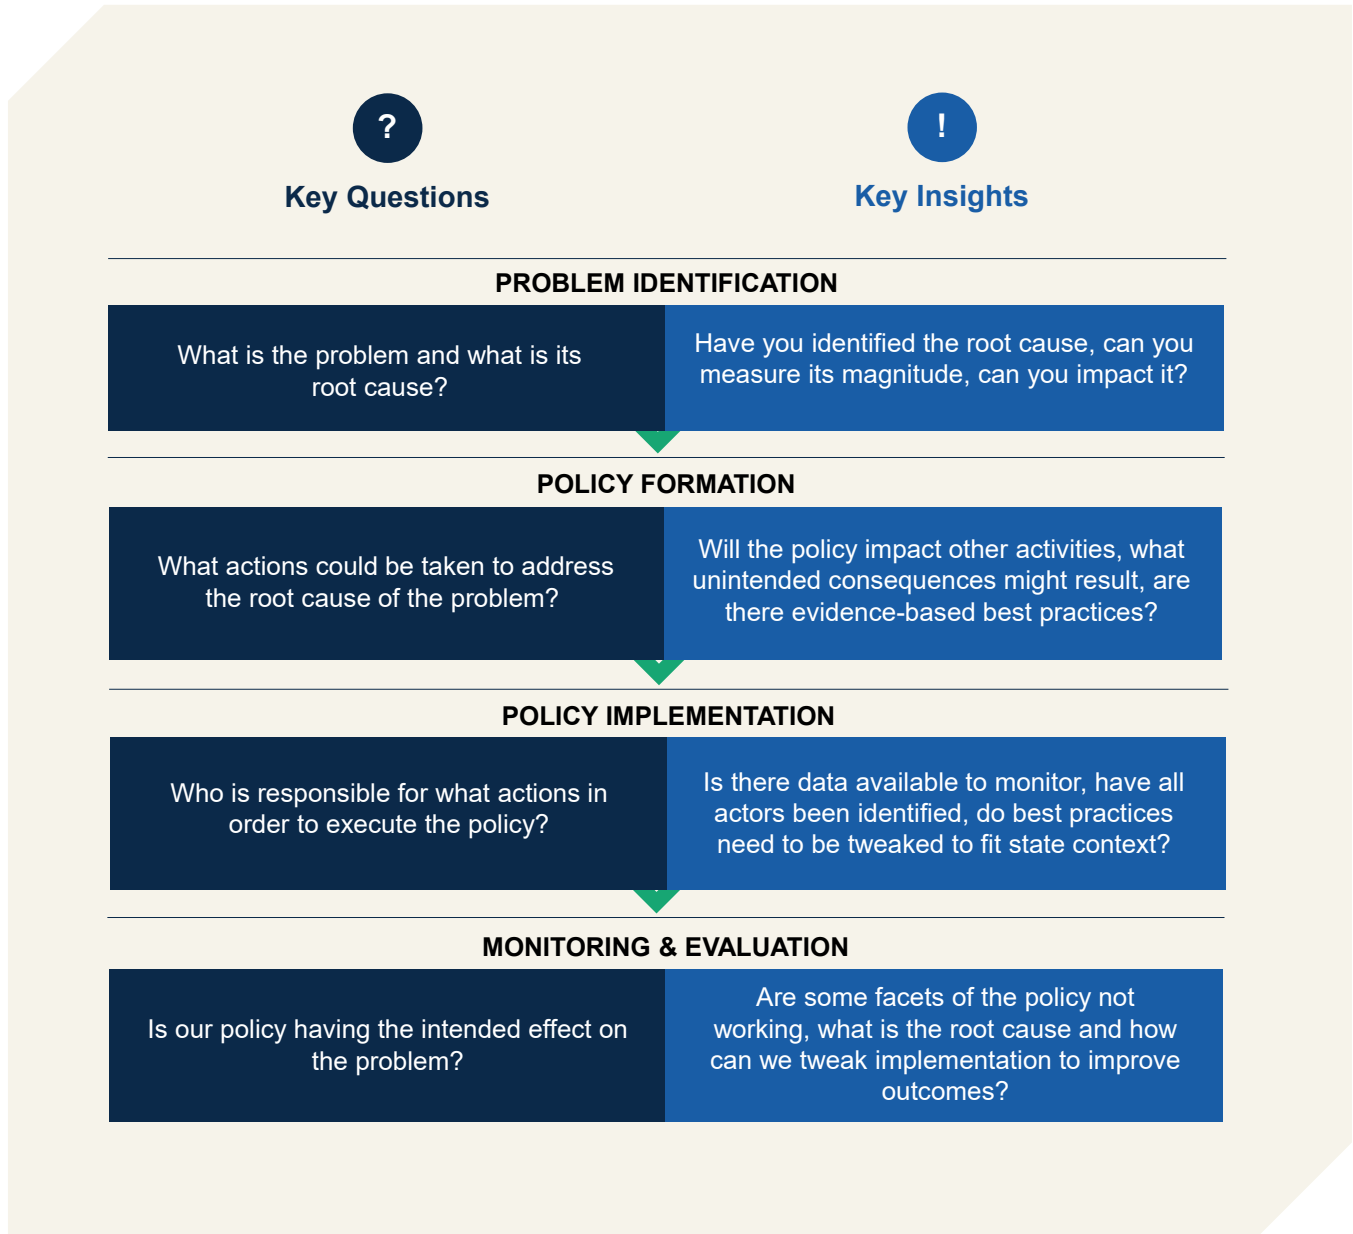 ?
!
Key Questions
Key Insights
PROBLEM IDENTIFICATION
What is the problem and what is its
root cause?
Have you identified the root cause, can you
measure its magnitude, can you impact it?
POLICY FORMATION
What actions could be taken to address
the root cause of the problem?
Will the policy impact other activities, what
unintended consequences might result, are
there evidence-based best practices?
POLICY IMPLEMENTATION
Who is responsible for what actions in
order to execute the policy?
Is there data available to monitor, have all
actors been identified, do best practices
need to be tweaked to fit state context?
MONITORING & EVALUATION
Is our policy having the intended effect on
the problem?
Are some facets of the policy not
working, what is the root cause and how
can we tweak implementation to improve
outcomes?